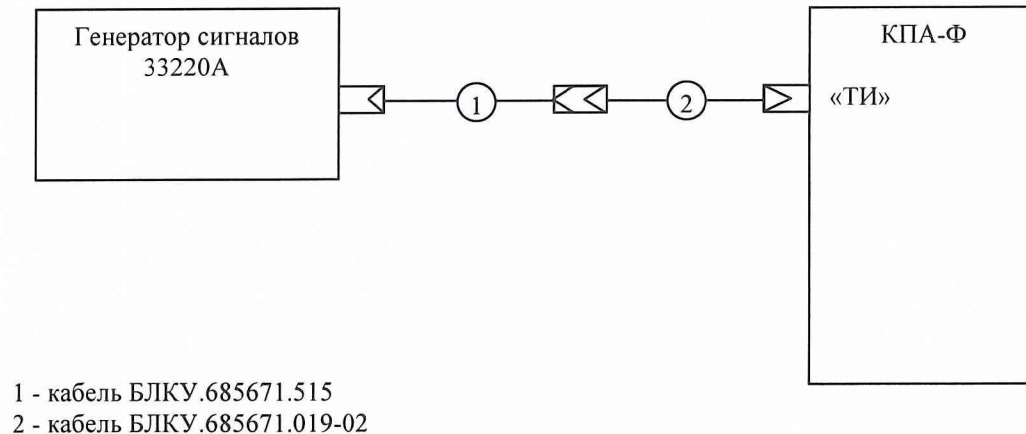 Генератор сигналов
33220А
КПА-Ф
1
2
«ТИ»
1 - кабель БЛКУ.685671.515
2 - кабель БЛКУ.685671.019-02